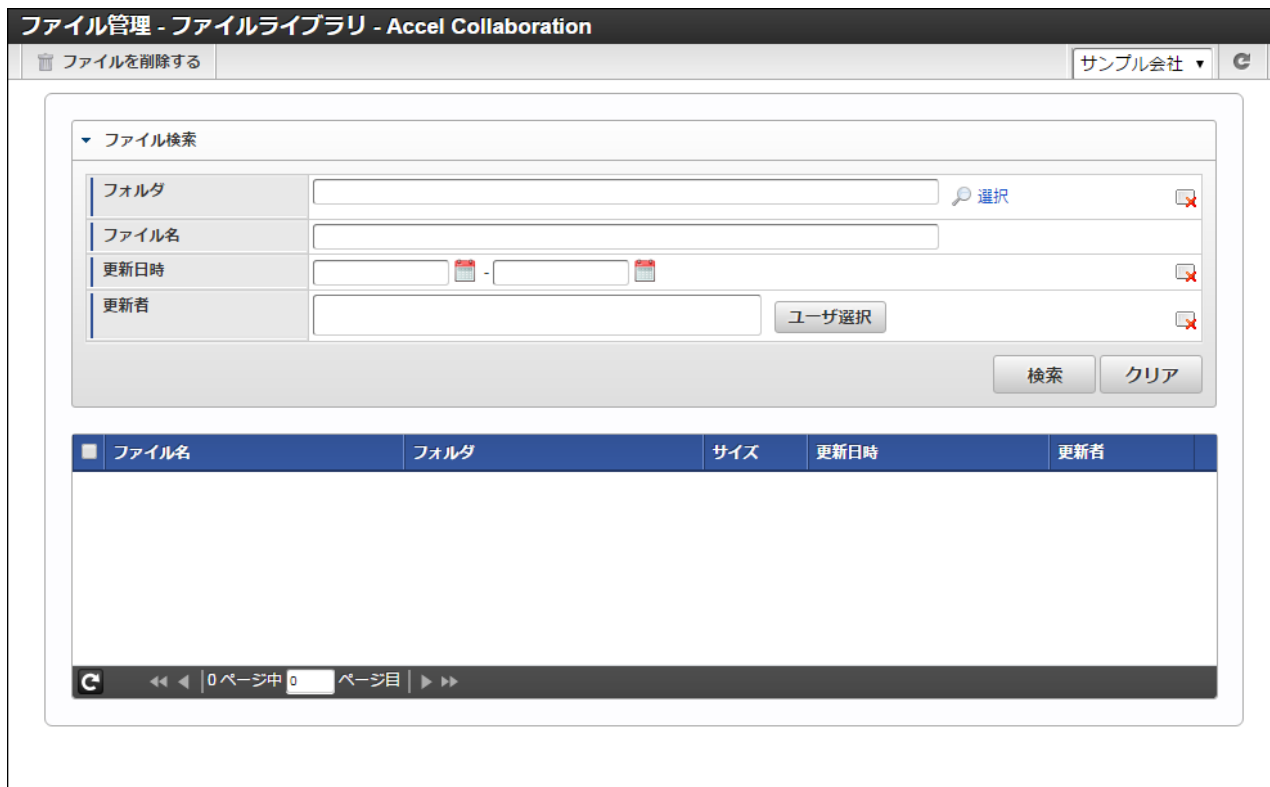 ファイル管理 - ファイルライブラリ - Accel Collaboration
ファイルを削除する
サンプル会社
ファイル検索
フォルダ
選択
ファイル名
更新日時
-
更新者
ユーザ選択
検索 クリア
ファイル名 フォルダ サイズ 更新日時 更新者
0 ページ中 0 ページ目